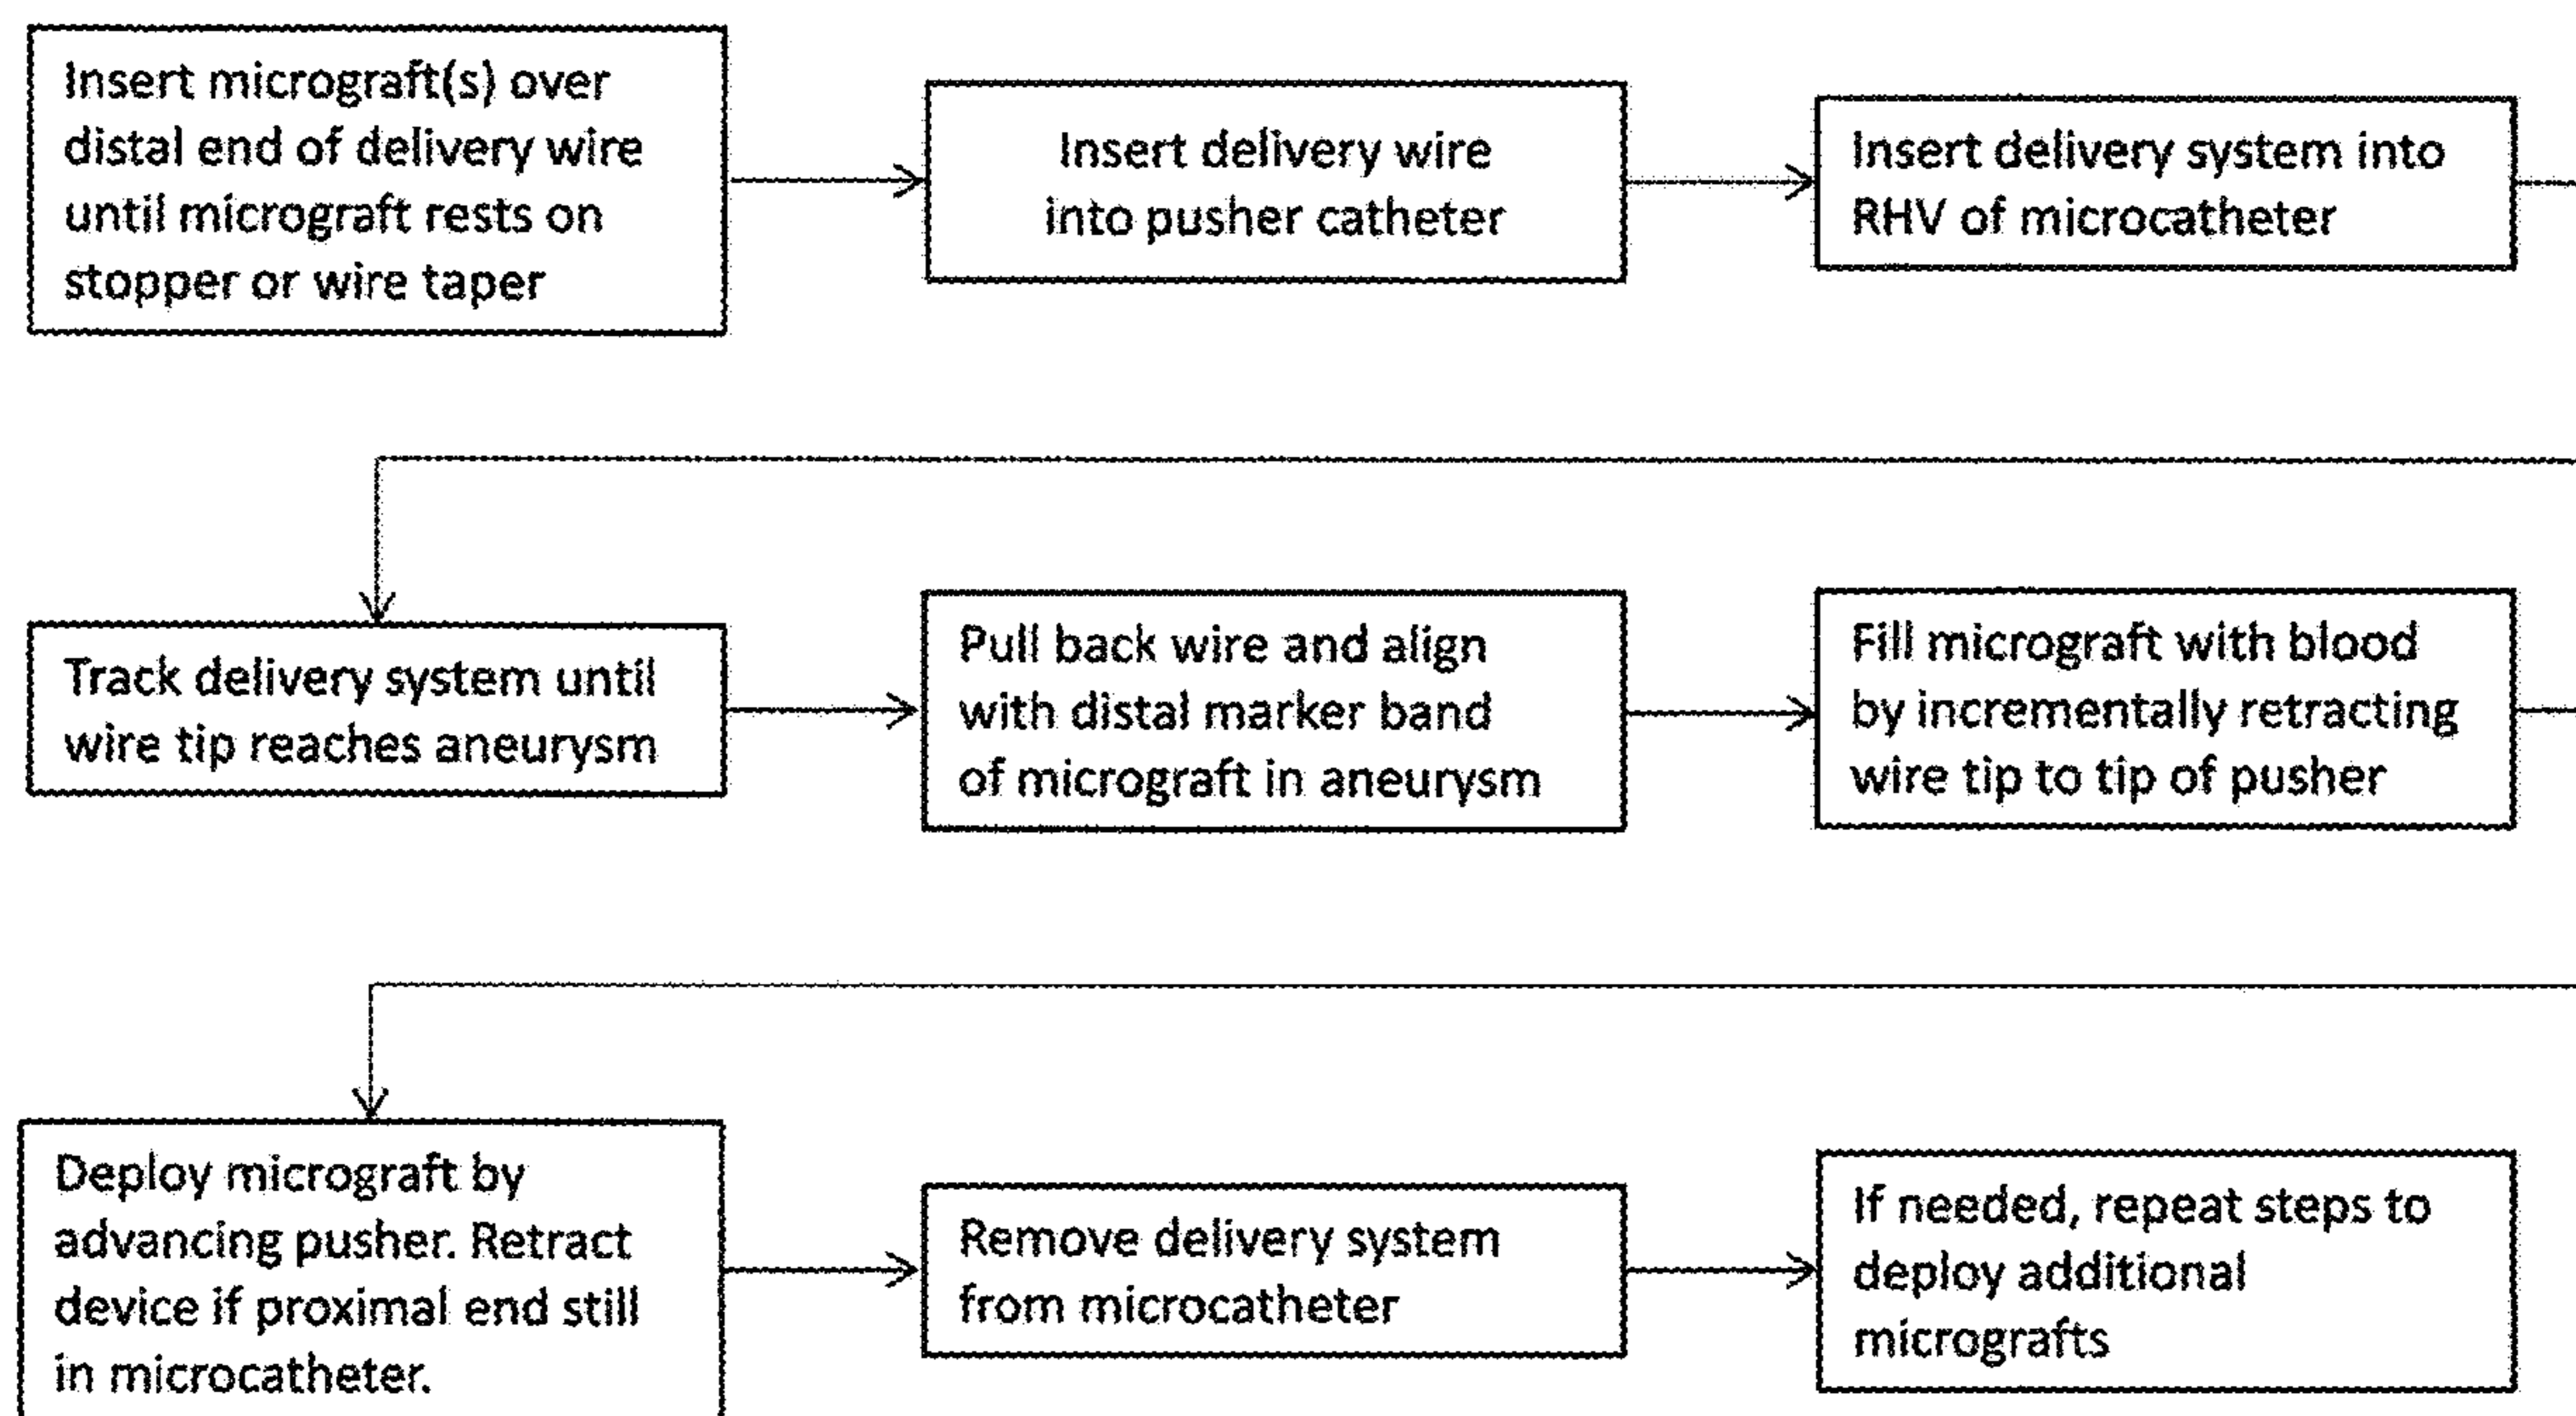 Insert micrograft(s) over
distal end of delivery wire
until micrograft rests on
stopper or wire taper
Insert delivery wire
into pusher catheter
Insert delivery system into
RHV of microcatheter
Track delivery system until
wire tip reaches aneurysm
Pull back wire and align
with distal marker band
of micrograft in aneurysm
Fill micrograft with blood
by incrementally retracting
wire tip to tip of pusher
Deploy micrograft by
advancing pusher. Retract
device if proximal end still
in microcatheter.
Remove delivery system
from microcatheter
If needed, repeat steps to
deploy additional
micrografts